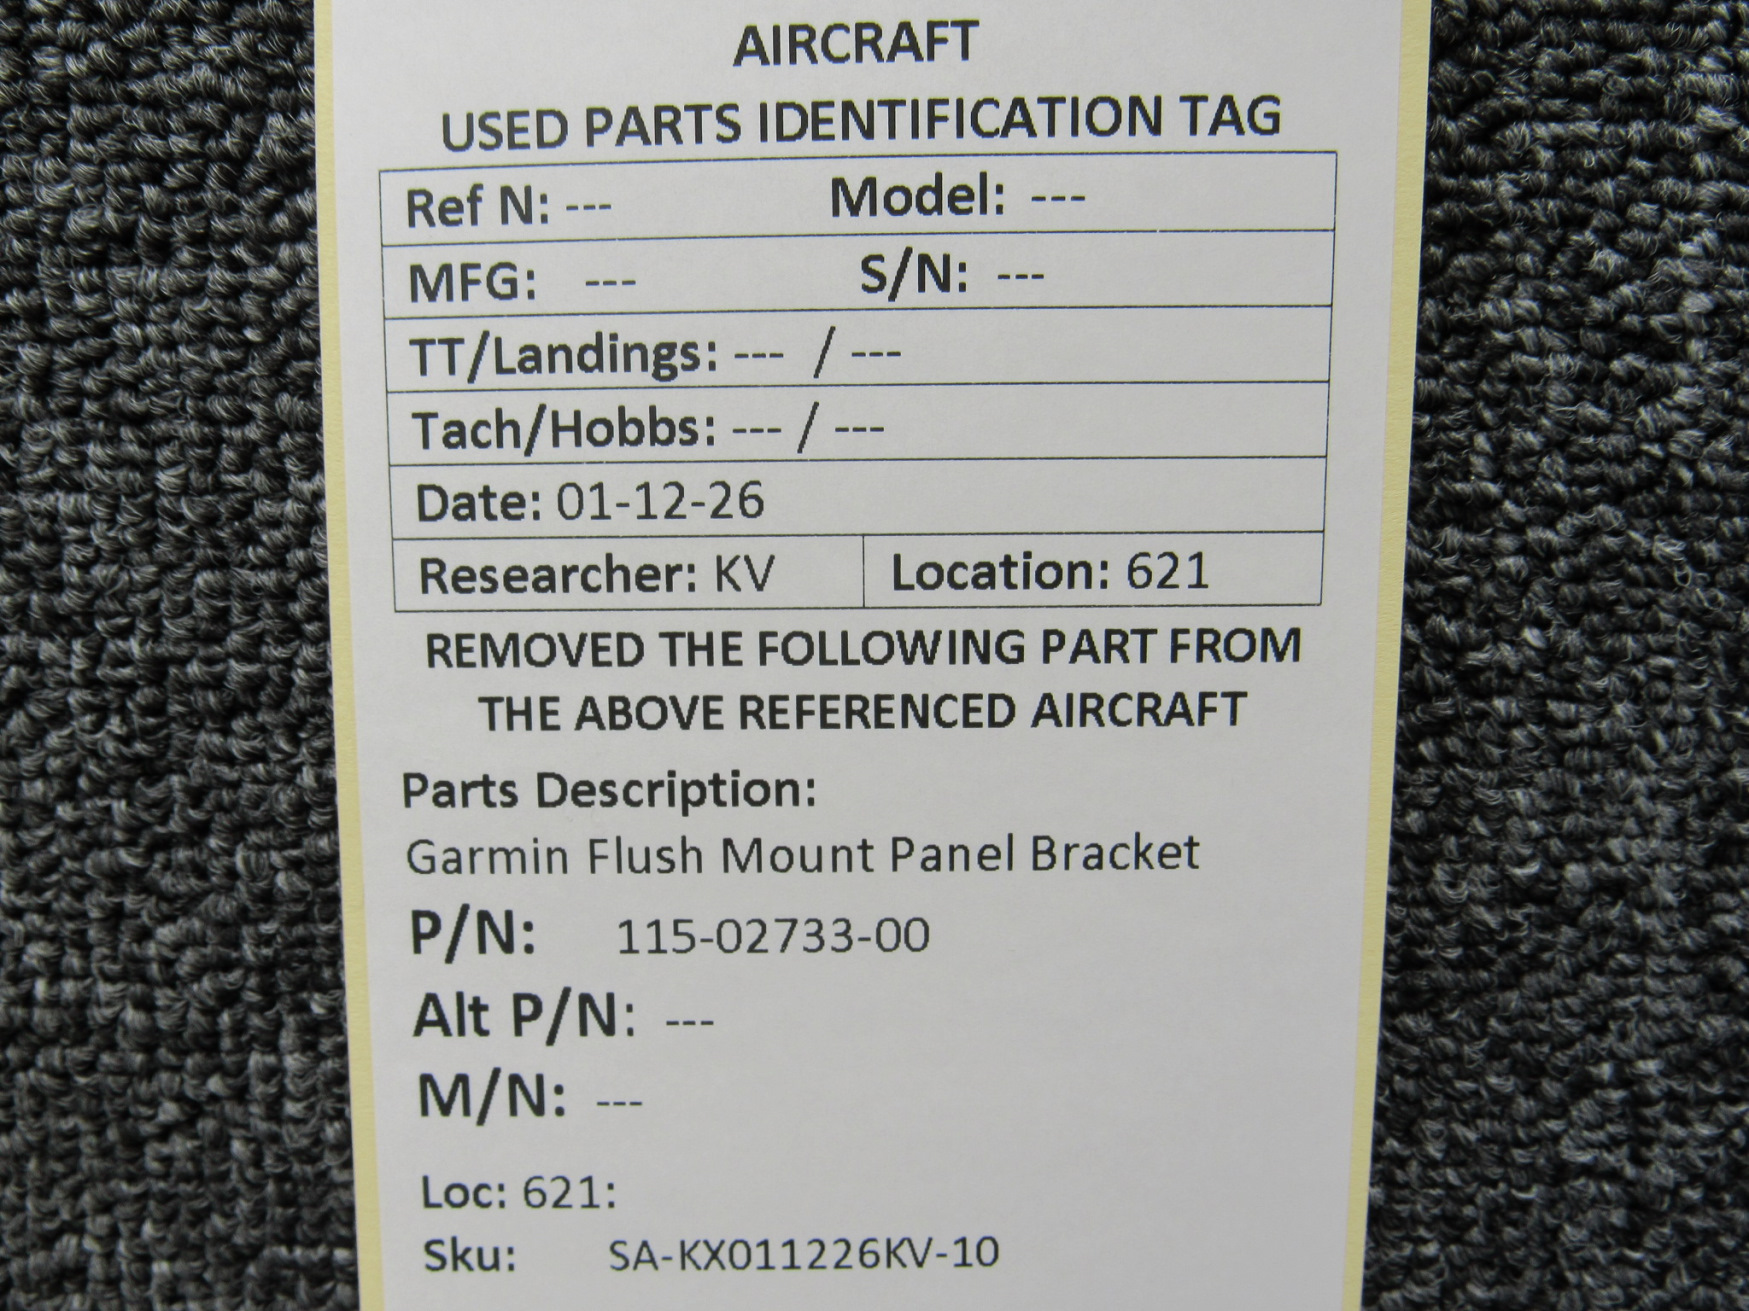 AIRCRAFT
USED PARTS IDENTIFICATION TAG
Ref N: --- Model: ---
MFG: --- S/N: ---
TT/Landings: --- / ---
Tach/Hobbs: --- / ---
Date: 01-12-26
Researcher: KV Location: 621
REMOVED THE FOLLOWING PART FROM
THE ABOVE REFERENCED AIRCRAFT
Parts Description:
Garmin Flush Mount Panel Bracket
P/N: 115-02733-00
Alt P/N: ---
M/N: ---
Loc: 621:
Sku: SA-KX011226KV-10